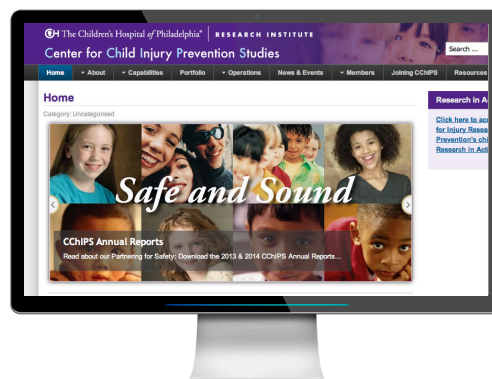 The Children's Hospital of Philadelphia® RESEARCH INSTITUTE
Center for Child Injury Prevention Studies
Search ...
Home About Capabilities Portfolio Operations News & Events Members Joining CChIPS Resources
Home
Category: Uncategorised
Research in A
Click here to acc
for Injury Resea
Prevention's chi
Research in Acti
Safe and Sound
CChIPS Annual Reports
Read about our Partnering for Safety: Download the 2013 & 2014 CChIPS Annual Reports...